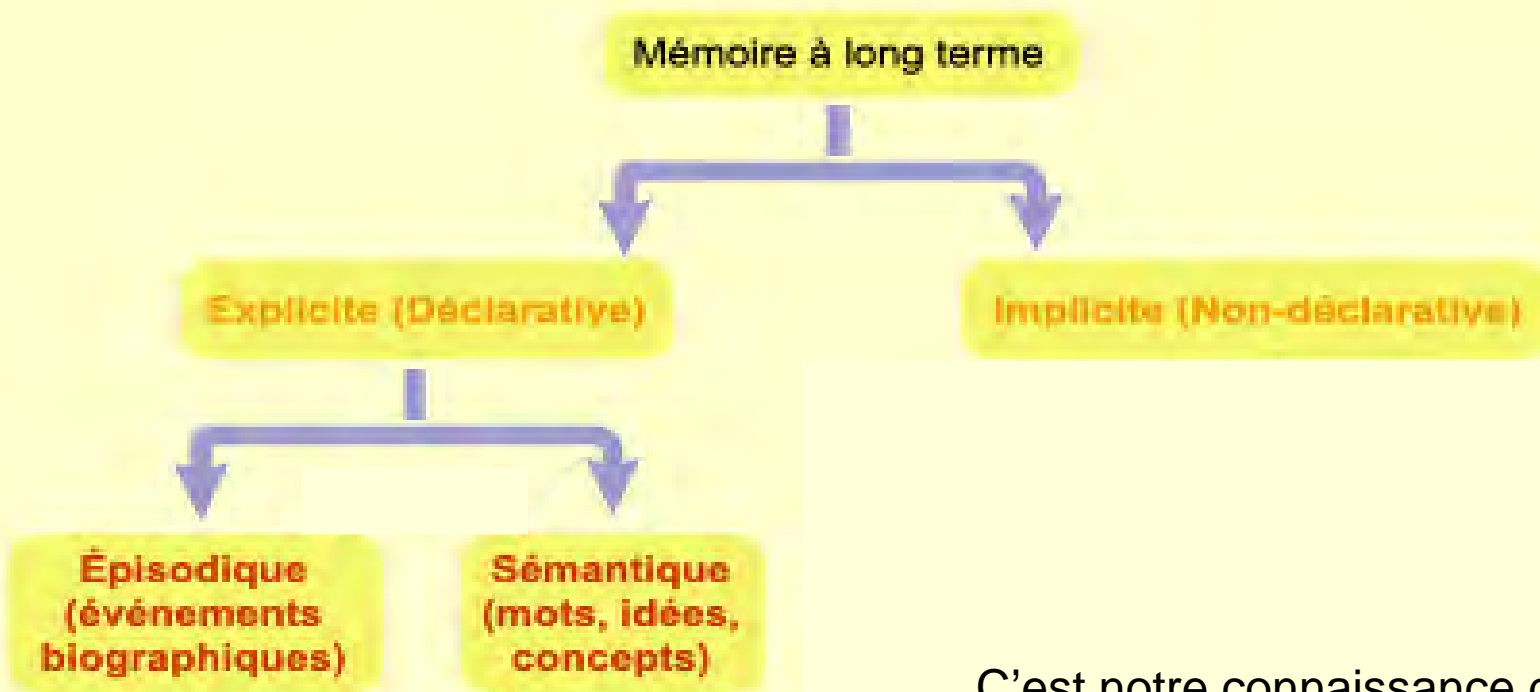 Mémoire à long terme
Explicite (Déclarative)
Implicite (Non-déclarative)
Épisodique
(événements
biographiques)
Sémantique
(mots, idées,
concepts)
C'est notre connaissance